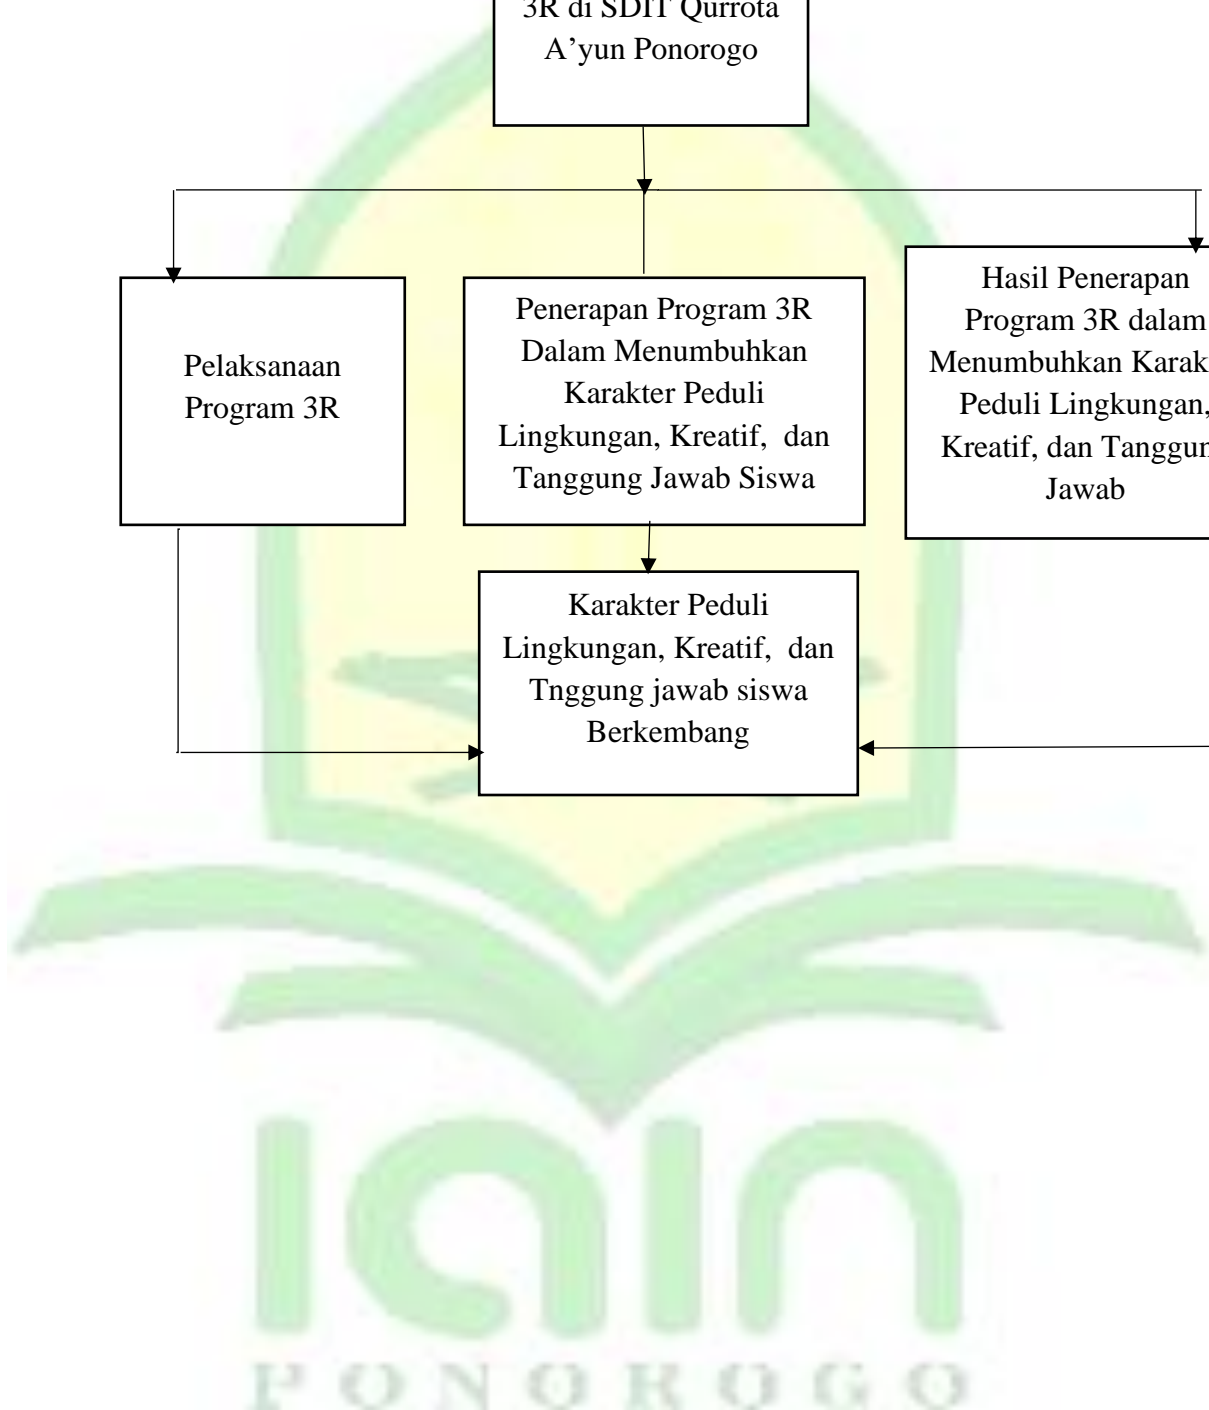 3R di SDIT Qurrota
A’yun Ponorogo
Pelaksanaan
Program 3R
Penerapan Program 3R
Dalam Menumbuhkan
Karakter Peduli
Lingkungan, Kreatif,  dan
Tanggung Jawab Siswa
Hasil Penerapan
Program 3R dalam
Menumbuhkan
Peduli Lingkungan,
Kreatif, dan
Jawab
Karakter Peduli
Lingkungan, Kreatif,  dan
Tnggung jawab siswa
Berkembang
IAIN
PONOROGO